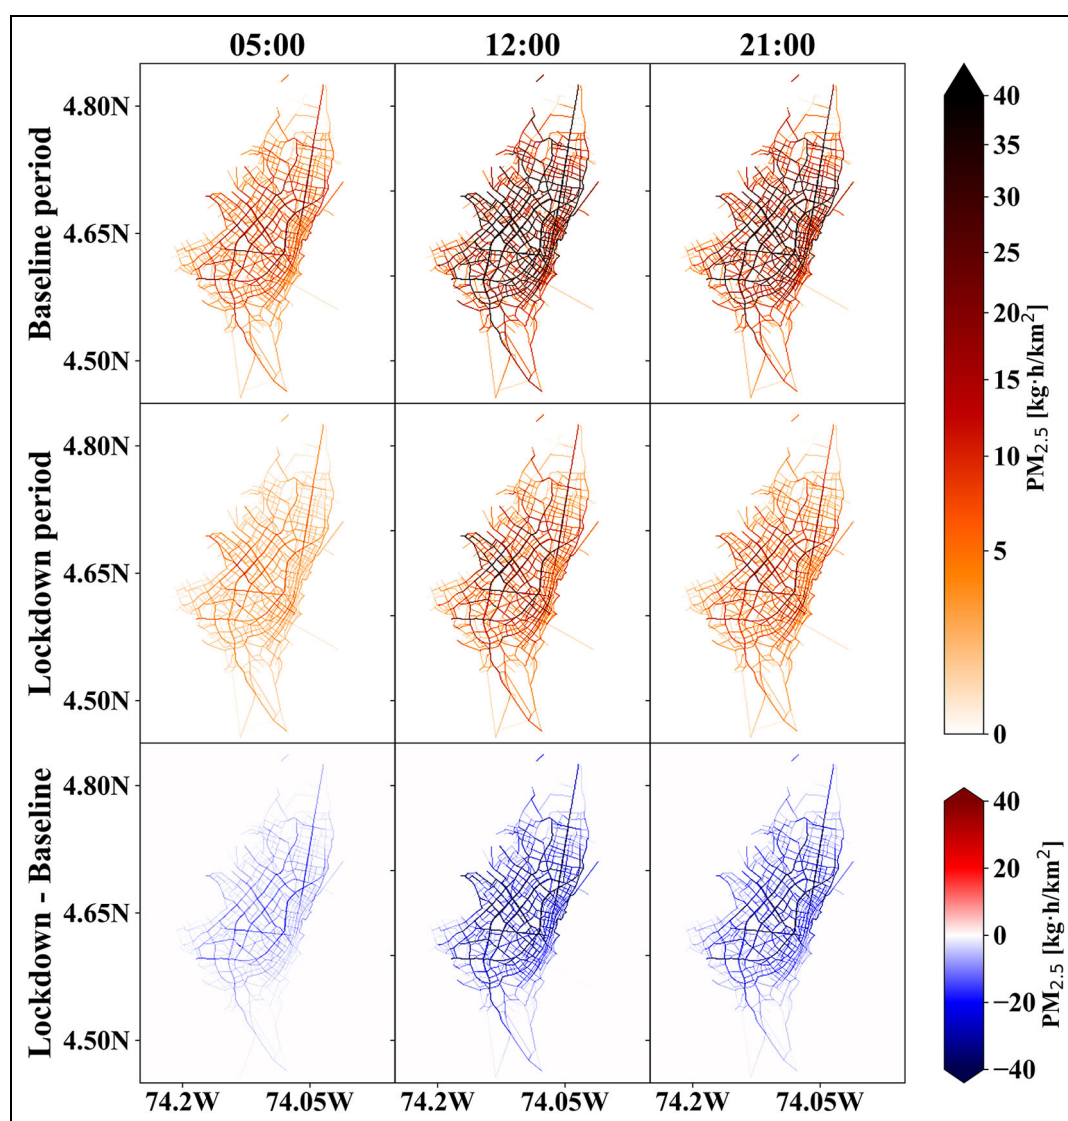 05:00 12:00 21:00
Baseline period
4.80N
4.65N
4.50N
Lockdown period
4.80N
4.65N
4.50N
Lockdown - Baseline
4.80N
4.65N
4.50N
74.2W 74.05W 74.2W 74.05W 74.2W 74.05W
40
35
30
25
20
15
10
5
0
PM2.5 [kg·h/km²]
40
20
0
−20
−40
PM2.5 [kg·h/km²]